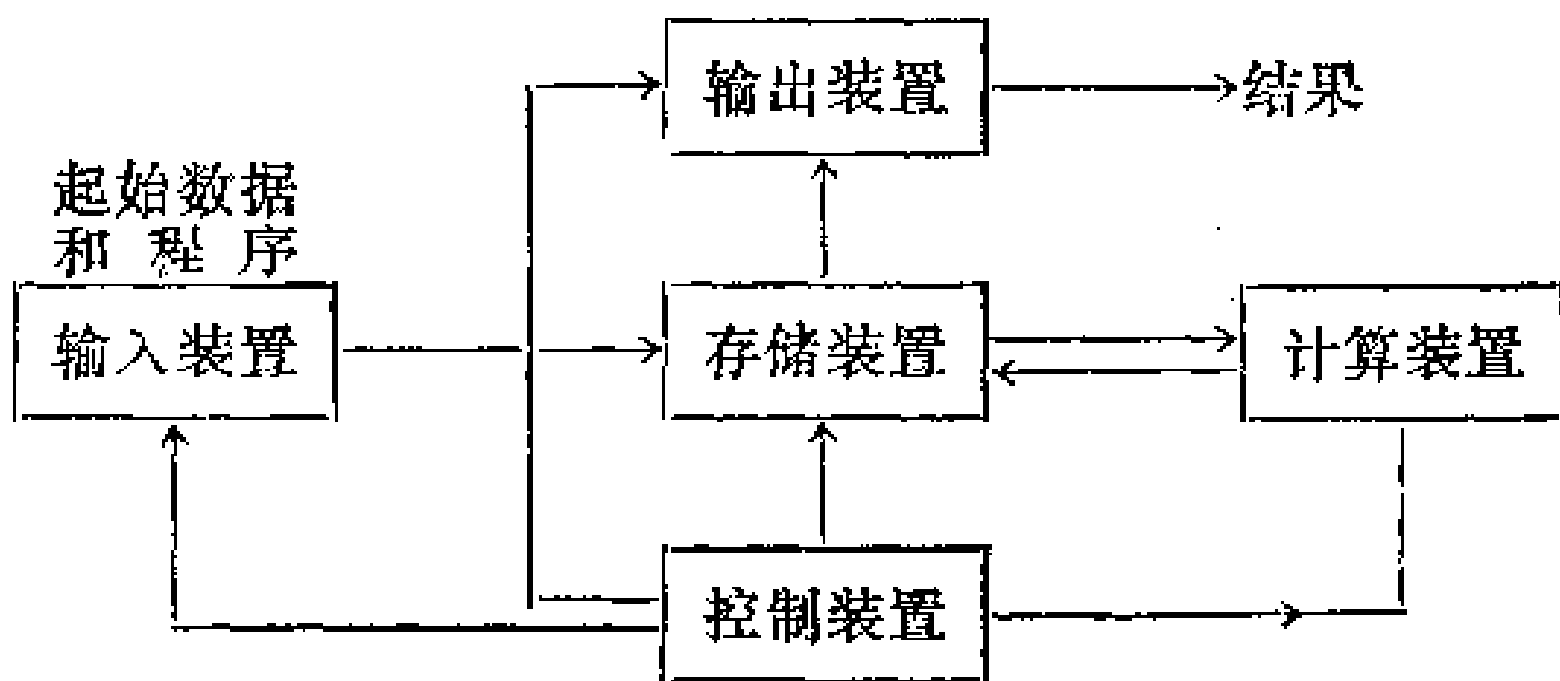 输出装置
结果
起始数据
和程序
输入装置
存储装置
计算装置
控制装置